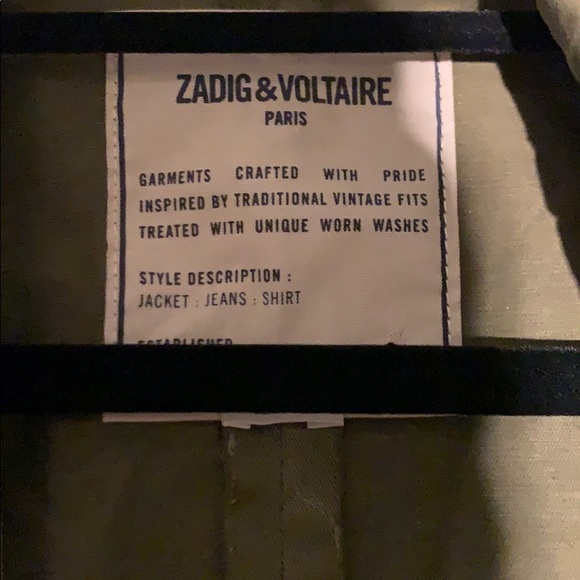 ZADIG&VOLTAIRE
PARIS
GARMENTS CRAFTED WITH PRIDE
INSPIRED BY TRADITIONAL VINTAGE FITS
TREATED WITH UNIQUE WORN WASHES
STYLE DESCRIPTION :
JACKET : JEANS : SHIRT
ESTABLISHED